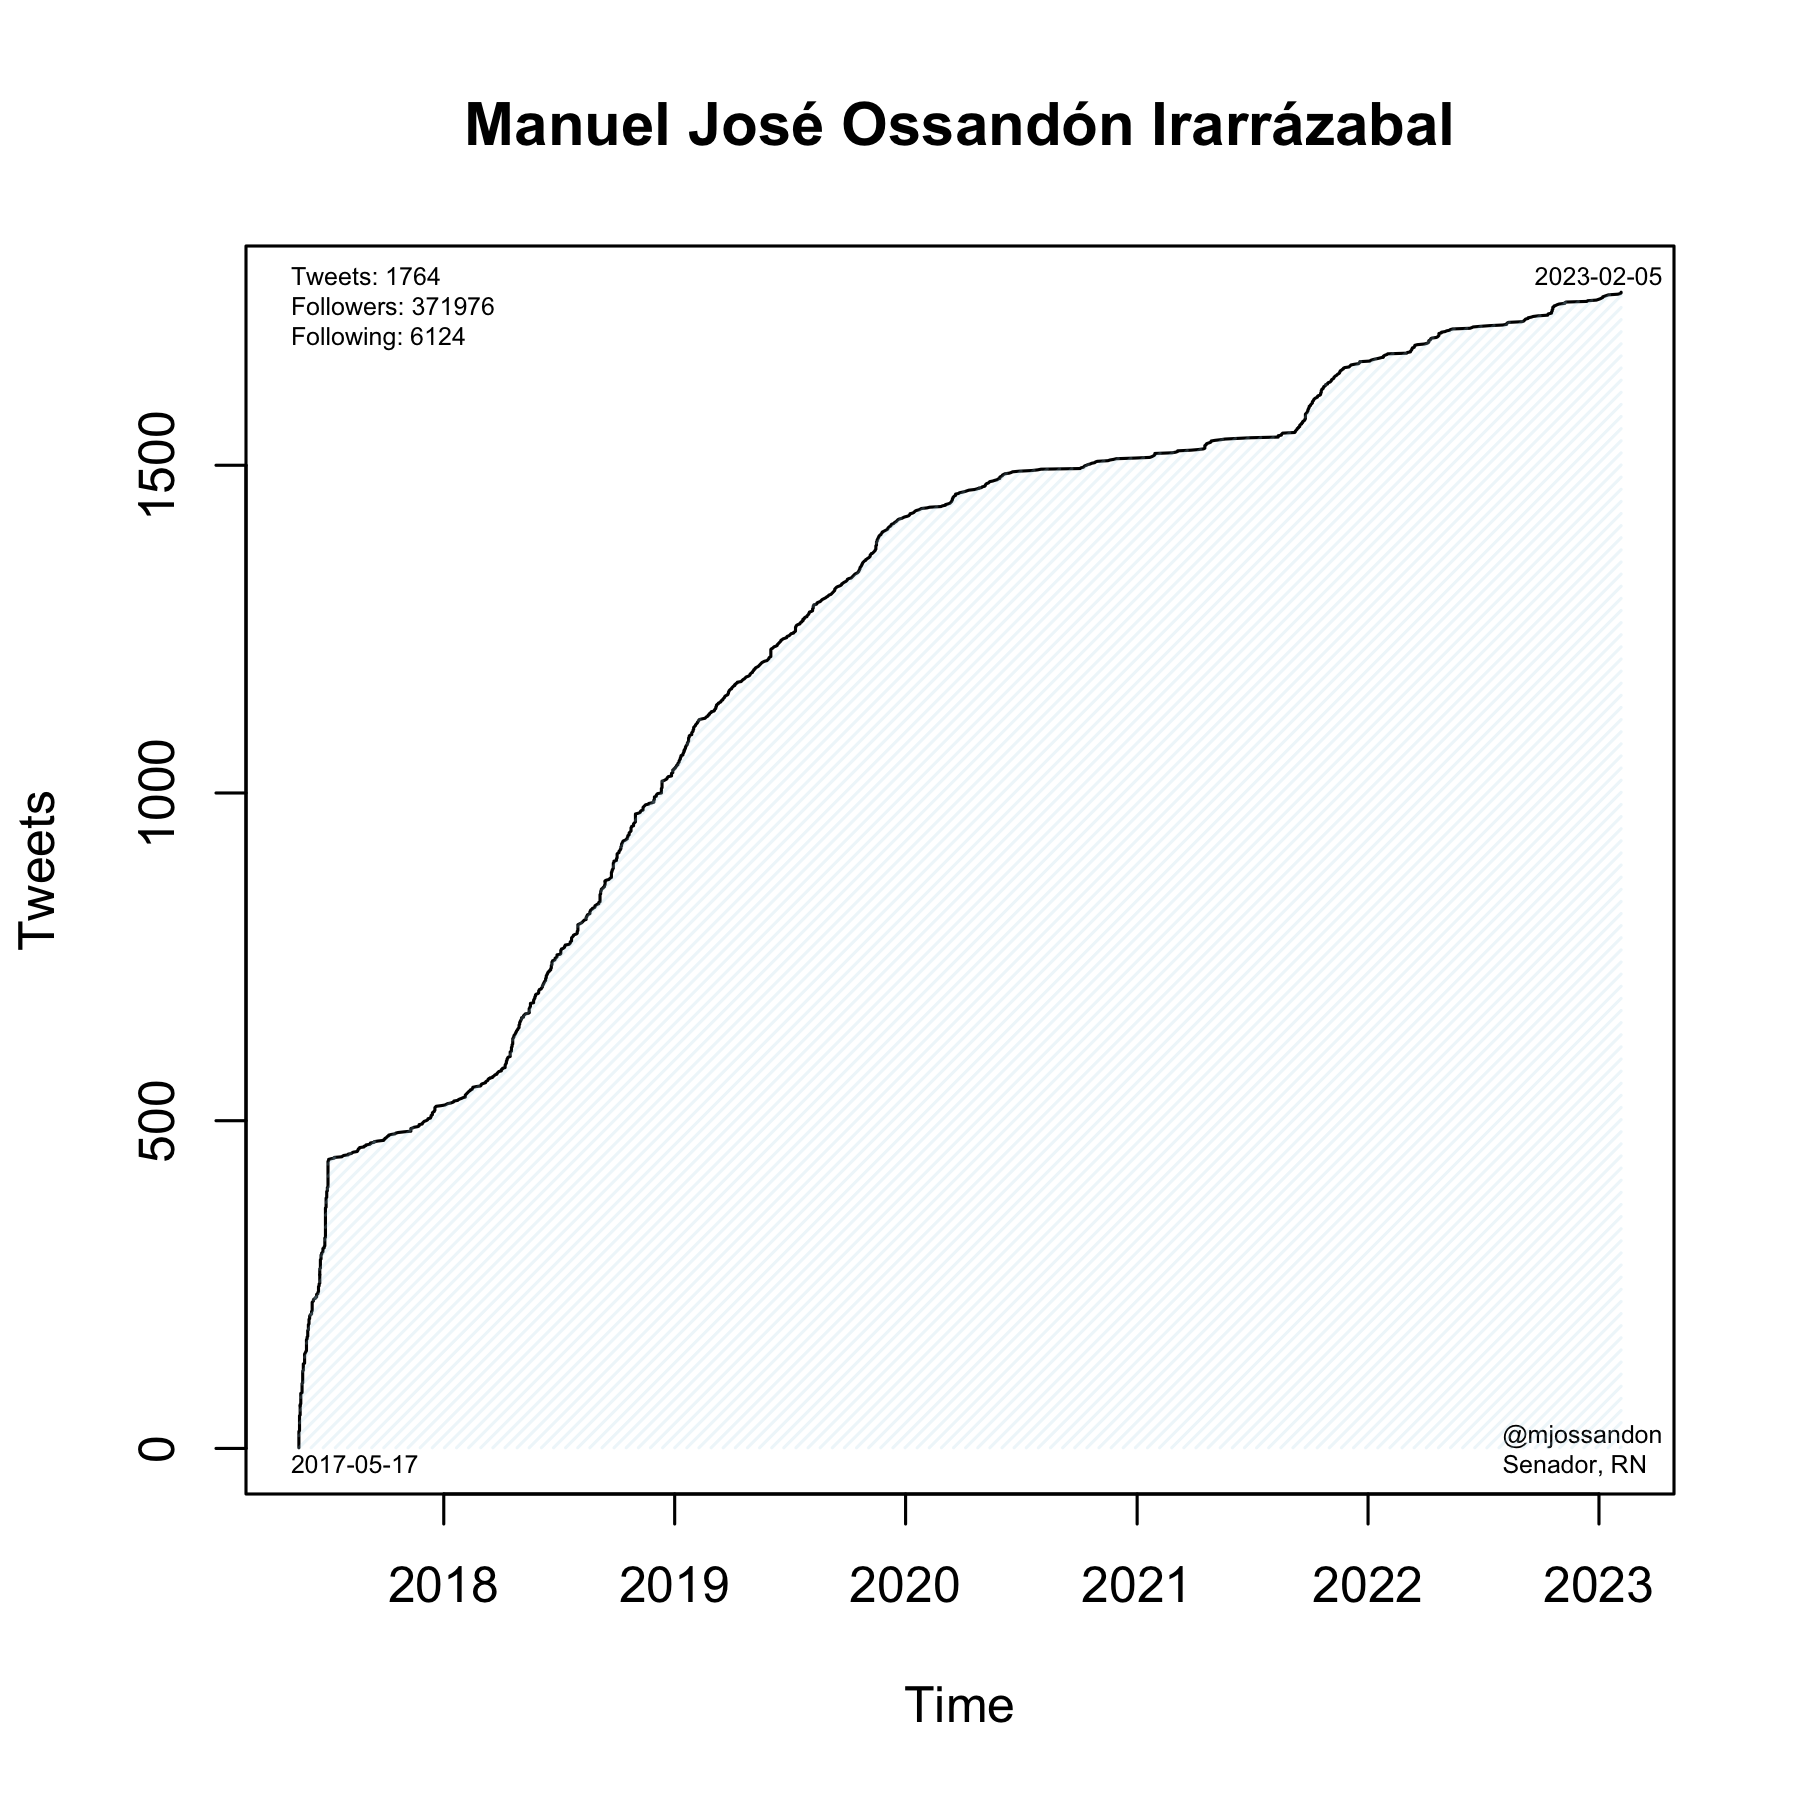 Manuel José Ossandón Irarrázabal
Tweets: 1764
Followers: 371976
Following: 6124
2023-02-05
Tweets
1500
1000
500
0
2017-05-17
@mjossandon
Senador, RN
2018
2019
2020
2021
2022
2023
Time